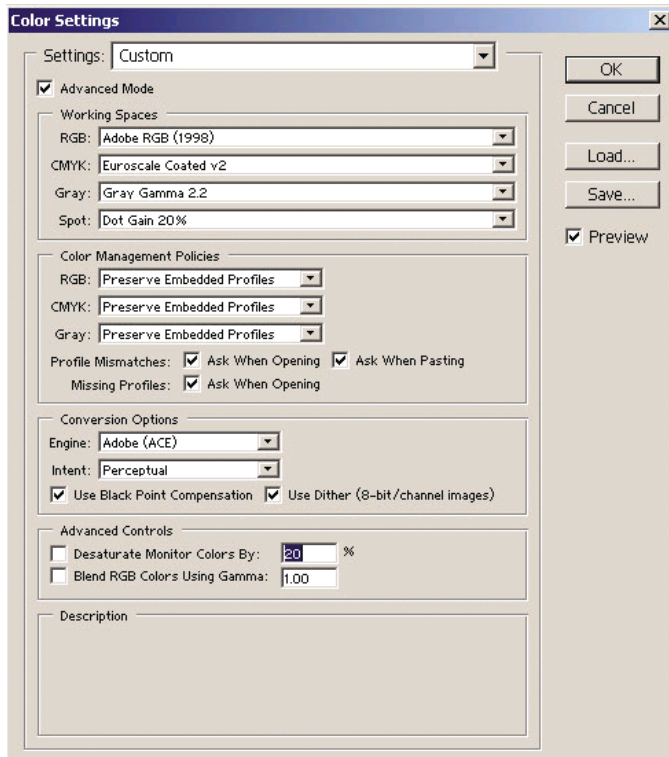 Color Settings
Settings: Custom
OK
Advanced Mode
Cancel
Working Spaces
RGB: Adobe RGB (1998)
Load...
CMYK: Euroscale Coated v2
Gray: Gray Gamma 2.2
Save...
Spot: Dot Gain 20%
Preview
Color Management Policies
RGB: Preserve Embedded Profiles
CMYK: Preserve Embedded Profiles
Gray: Preserve Embedded Profiles
Profile Mismatches: Ask When Opening Ask When Pasting
Missing Profiles: Ask When Opening
Conversion Options
Engine: Adobe (ACE)
Intent: Perceptual
Use Black Point Compensation Use Dither (8-bit/channel images)
Advanced Controls
Desaturate Monitor Colors By: 20 %
Blend RGB Colors Using Gamma: 1.00
Description